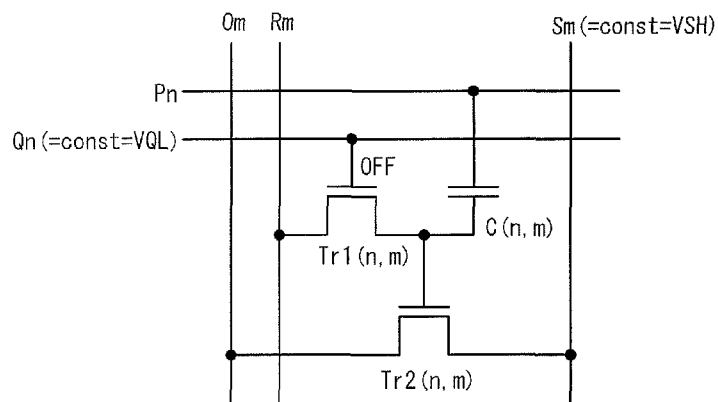 Om Rm Sm(=const=VSH)
Pn
Qn(=const=VQL)
OFF
C(n,m)
Tr1(n,m)
Tr2(n,m)